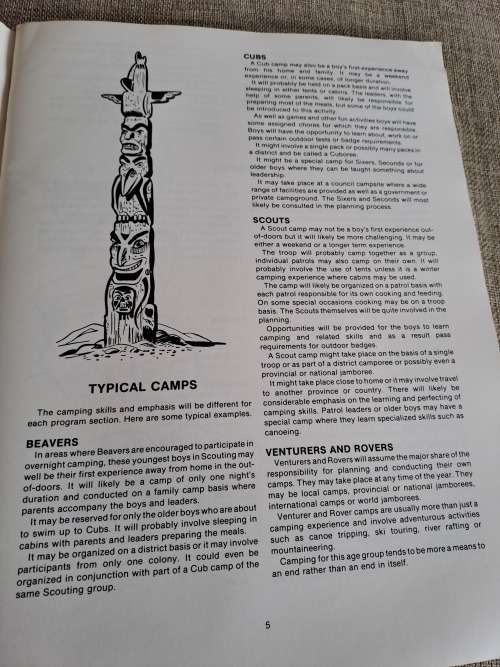 TYPICAL CAMPS
The camping skills and emphasis will be different for
each program section. Here are some typical examples.
BEAVERS
In areas where Beavers are encouraged to participate in
overnight camping, these youngest boys in Scouting may
well be their first experience away from home in the out-
of-doors. It will likely be a camp of only one night's
duration and conducted on a family camp basis where
parents accompany the boys and leaders.
It may be reserved for only the older boys who are about
to swim up to Cubs. It will probably involve sleeping in
cabins with parents and leaders preparing the meals.
It may be organized on a district basis or it may involve
participants from only one colony. It could even be
organized in conjunction with part of a Cub camp of the
same Scouting group.
CUBS
A Cub camp may also be a boy's first experience away
from his home and family. It may be a weekend
experience or, in some cases, of longer duration.
It will probably be held on a pack basis and will involve
sleeping in either tents or cabins. The leaders, with the
help of some parents, will likely be responsible for
preparing most of the meals, but some of the boys could
be introduced to this activity.
As well as games and other fun activities boys will have
some assigned chores for which they are responsible.
Boys will have the opportunity to learn about, work on or
pass certain outdoor tests or badge requirements.
It might involve a single pack or possibly many packs in
a district and be called a Cuboree.
It might be a special camp for Sixers, Seconds or for
older boys where they can be taught something about
leadership.
It may take place at a council campsite where a wide
range of facilities are provided as well as a government or
private campground. The Sixers and Seconds will most
likely be consulted in the planning process.
SCOUTS
A Scout camp may not be a boy's first experience out-
of-doors but it will likely be more challenging. It may be
either a weekend or a longer term experience.
The troop will probably camp together as a group,
individual patrols may also camp on their own. It will
probably involve the use of tents unless it is a winter
camping experience where cabins may be used.
The camp will likely be organized on a patrol basis with
each patrol responsible for its own cooking and feeding.
On some special occasions cooking may be on a troop
basis. The Scouts themselves will be quite involved in the
planning.
Opportunities will be provided for the boys to learn
camping and related skills and as a result pass
requirements for outdoor badges.
A Scout camp might take place on the basis of a single
troop or as part of a district camporee or possibly even a
provincial or national jamboree.
It might take place close to home or it may involve travel
to another province or country. There will likely be
considerable emphasis on the learning and perfecting of
camping skills. Patrol leaders or older boys may have a
special camp where they learn specialized skills such as
canoeing.
VENTURERS AND ROVERS
Venturers and Rovers will assume the major share of the
responsibility for planning and conducting their own
camps. They may take place at any time of the year. They
may be local camps, provincial or national jamborees,
international camps or world jamborees.
Venturer and Rover camps are usually more than just a
camping experience and involve adventurous activities
such as canoe tripping, ski touring, river rafting or
mountaineering.
Camping for this age group tends to be more a means to
an end rather than an end in itself.
5